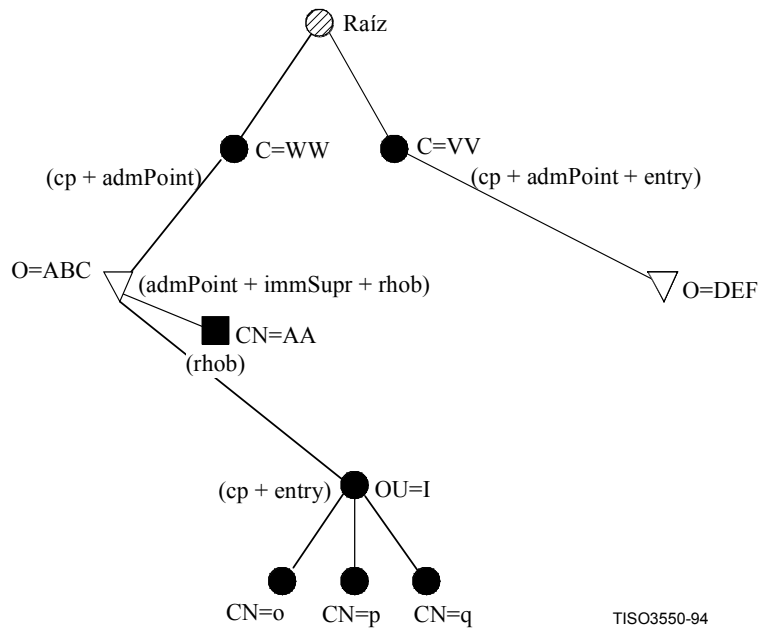 Raíz
C=WW
C=VV
(cp + admPoint)
(cp + admPoint + entry)
O=ABC
(admPoint + immSupr + rhob)
O=DEF
CN=AA
(rhob)
(cp + entry)
OU=I
CN=o
CN=p
CN=q
TISO3550-94